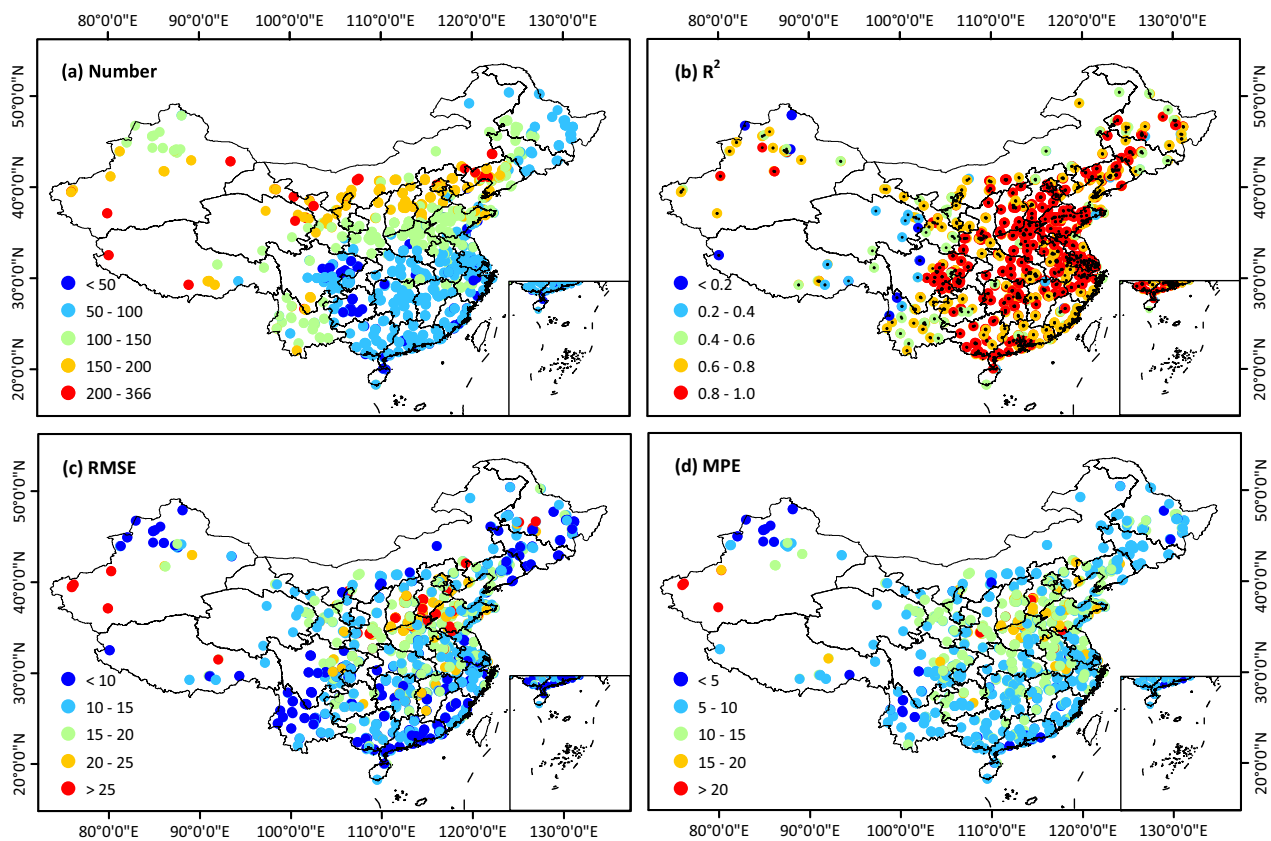 80°0'0"E 90°0'0"E 100°0'0"E 110°0'0"E 120°0'0"E 130°0'0"E
80°0'0"E 90°0'0"E 100°0'0"E 110°0'0"E 120°0'0"E 130°0'0"E
(a) Number
50°0'0"N
40°0'0"N
30°0'0"N
20°0'0"N
< 50
50 - 100
100 - 150
150 - 200
200 - 366
(b) R²
50°0'0"N
40°0'0"N
30°0'0"N
20°0'0"N
< 0.2
0.2 - 0.4
0.4 - 0.6
0.6 - 0.8
0.8 - 1.0
(c) RMSE
50°0'0"N
40°0'0"N
30°0'0"N
20°0'0"N
< 10
10 - 15
15 - 20
20 - 25
> 25
(d) MPE
50°0'0"N
40°0'0"N
30°0'0"N
20°0'0"N
< 5
5 - 10
10 - 15
15 - 20
> 20
80°0'0"E 90°0'0"E 100°0'0"E 110°0'0"E 120°0'0"E 130°0'0"E
80°0'0"E 90°0'0"E 100°0'0"E 110°0'0"E 120°0'0"E 130°0'0"E